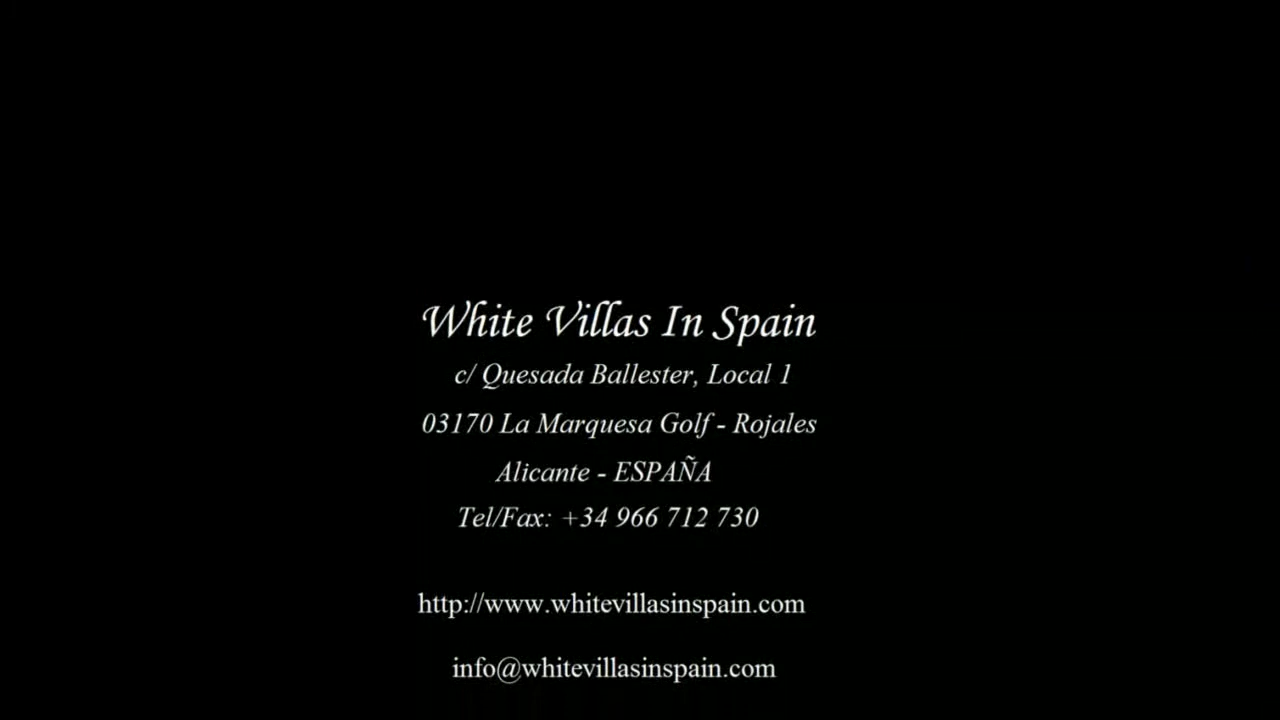 White Villas In Spain
c/ Quesada Ballester, Local 1
03170 La Marquesa Golf - Rojales
Alicante - ESPAÑA
Tel/Fax: +34 966 712 730
http://www.whitevillasinspain.com
info@whitevillasinspain.com